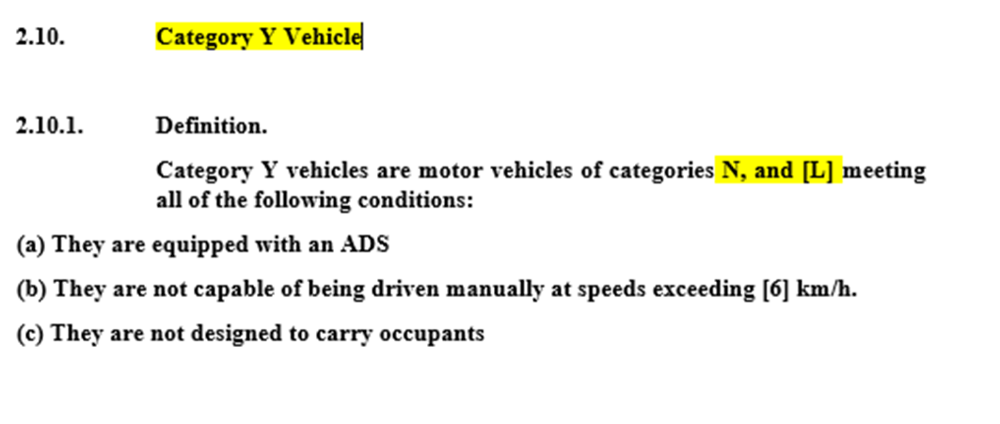 2.10. Category Y Vehicle
2.10.1. Definition.
Category Y vehicles are motor vehicles of categories N, and [L] meeting
all of the following conditions:
(a) They are equipped with an ADS
(b) They are not capable of being driven manually at speeds exceeding [6] km/h.
(c) They are not designed to carry occupants